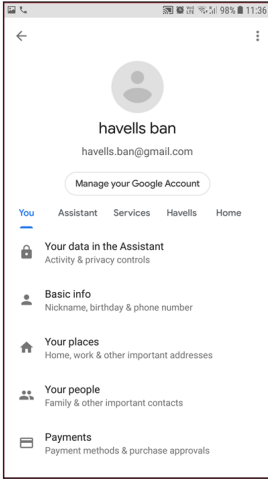 98% 11:36
havells ban
havells.ban@gmail.com
Manage your Google Account
You Assistant Services Havells Home
Your data in the Assistant
Activity & privacy controls
Basic info
Nickname, birthday & phone number
Your places
Home, work & other important addresses
Your people
Family & other important contacts
Payments
Payment methods & purchase approvals